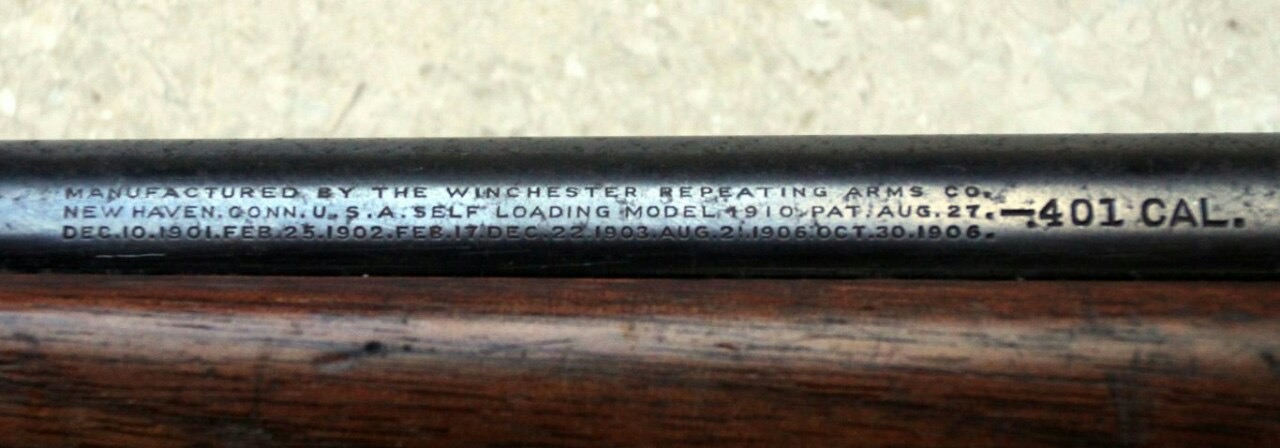 MANUFACTURED BY THE WINCHESTER REPEATING ARMS CO.
NEW HAVEN. CONN. U. S. A. SELF LOADING MODEL 1910. PAT. AUG. 27. —.401 CAL.
DEC. 10. 1901. FEB. 25. 1902. FEB. 17. DEC. 22. 1903. AUG. 2. 1906. OCT. 30. 1906.